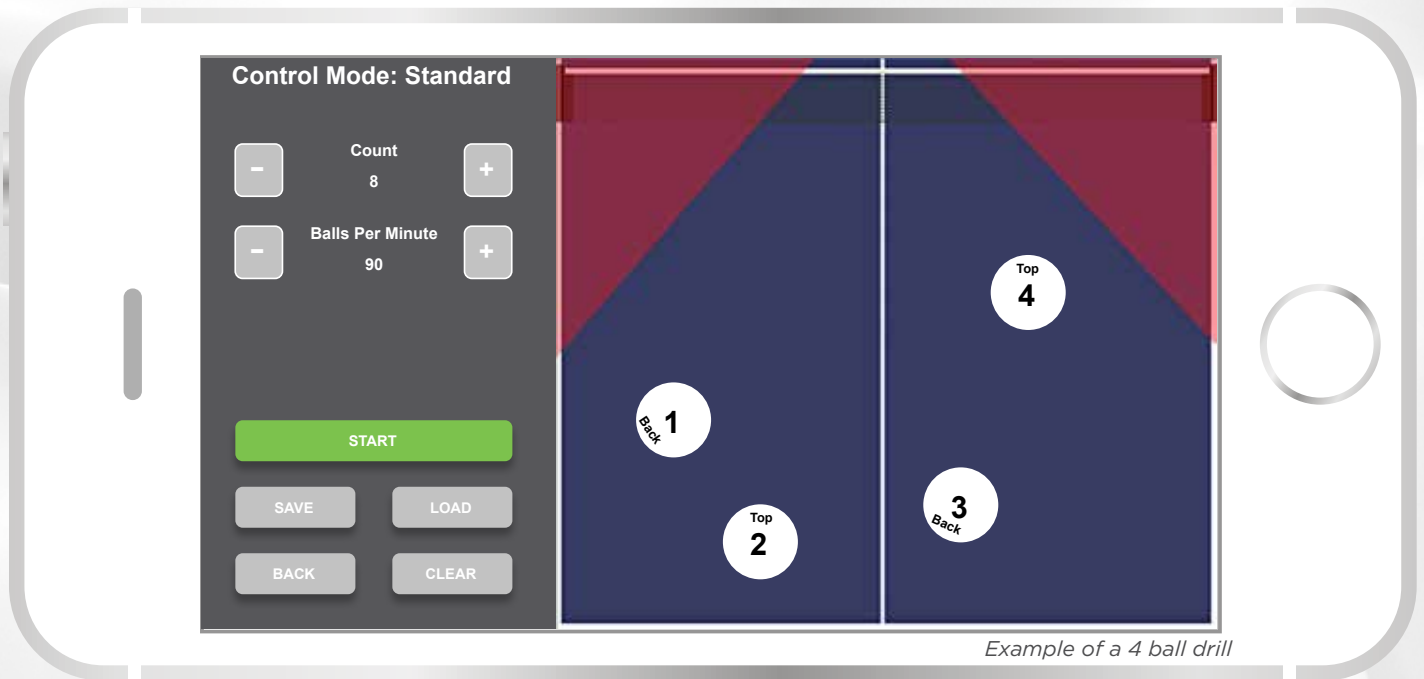 Control Mode: Standard
- Count +
8
- Balls Per Minute +
90
START
SAVE LOAD
BACK CLEAR
Top
4
1
Back
3
Back
Top
2
Example of a 4 ball drill